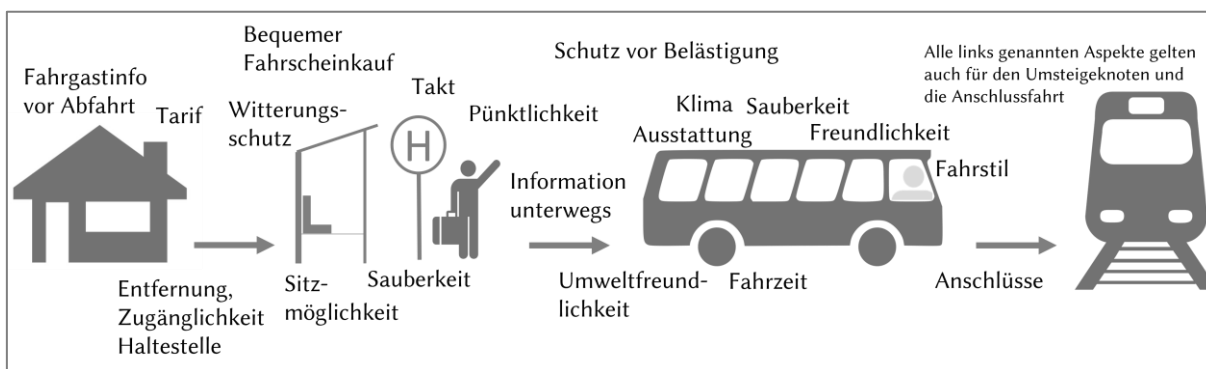 Fahrgastinfo
vor Abfahrt
Tarif
Entfernung,
Zugänglichkeit
Haltestelle
Bequemer
Fahrscheinkauf
Witterungs-
schutz
Sitz-
möglichkeit
Takt
H
Sauberkeit
Pünktlichkeit
Information
unterwegs
Schutz vor Belästigung
Umweltfreund-
lichkeit
Klima
Sauberkeit
Ausstattung
Freundlichkeit
Fahrstil
Fahrzeit
Anschlüsse
Alle links genannten Aspekte gelten
auch für den Umsteigeknoten und
die Anschlussfahrt